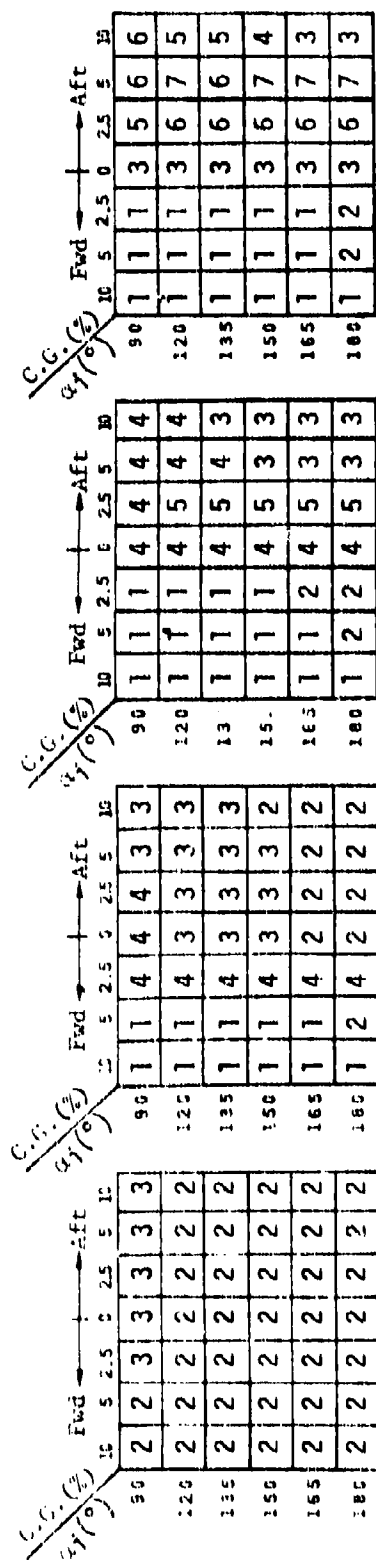 C.G.(%) Fwd Aft
αj(°) 10 5 2.5 0 2.5 5 10
90 2 2 3 3 3 3 3
120 2 2 2 2 2 2 2
135 2 2 2 2 2 2 2
150 2 2 2 2 2 2 2
165 2 2 2 2 2 2 2
180 2 2 2 2 2 2 2
C.G.(%) Fwd Aft
αj(°) 10 5 2.5 0 2.5 5 10
90 1 1 4 4 4 3 3
120 1 1 4 3 3 3 3
135 1 1 4 3 3 3 3
150 1 1 4 3 3 3 2
165 1 1 4 2 2 2 2
180 1 2 4 2 2 2 2
C.G.(%) Fwd Aft
αj(°) 10 5 2.5 0 2.5 5 10
90 1 1 1 4 4 4 4
120 1 1 1 4 5 4 4
13 1 1 1 4 5 4 3
15. 1 1 1 4 5 3 3
165 1 1 2 4 5 3 3
180 1 2 2 4 5 3 3
C.G.(%) Fwd Aft
αj(°) 10 5 2.5 0 2.5 5 10
90 1 1 1 3 5 6 6
120 1 1 1 3 6 7 5
135 1 1 1 3 6 6 5
150 1 1 1 3 6 7 4
165 1 1 1 3 6 7 3
180 1 2 2 3 6 7 3